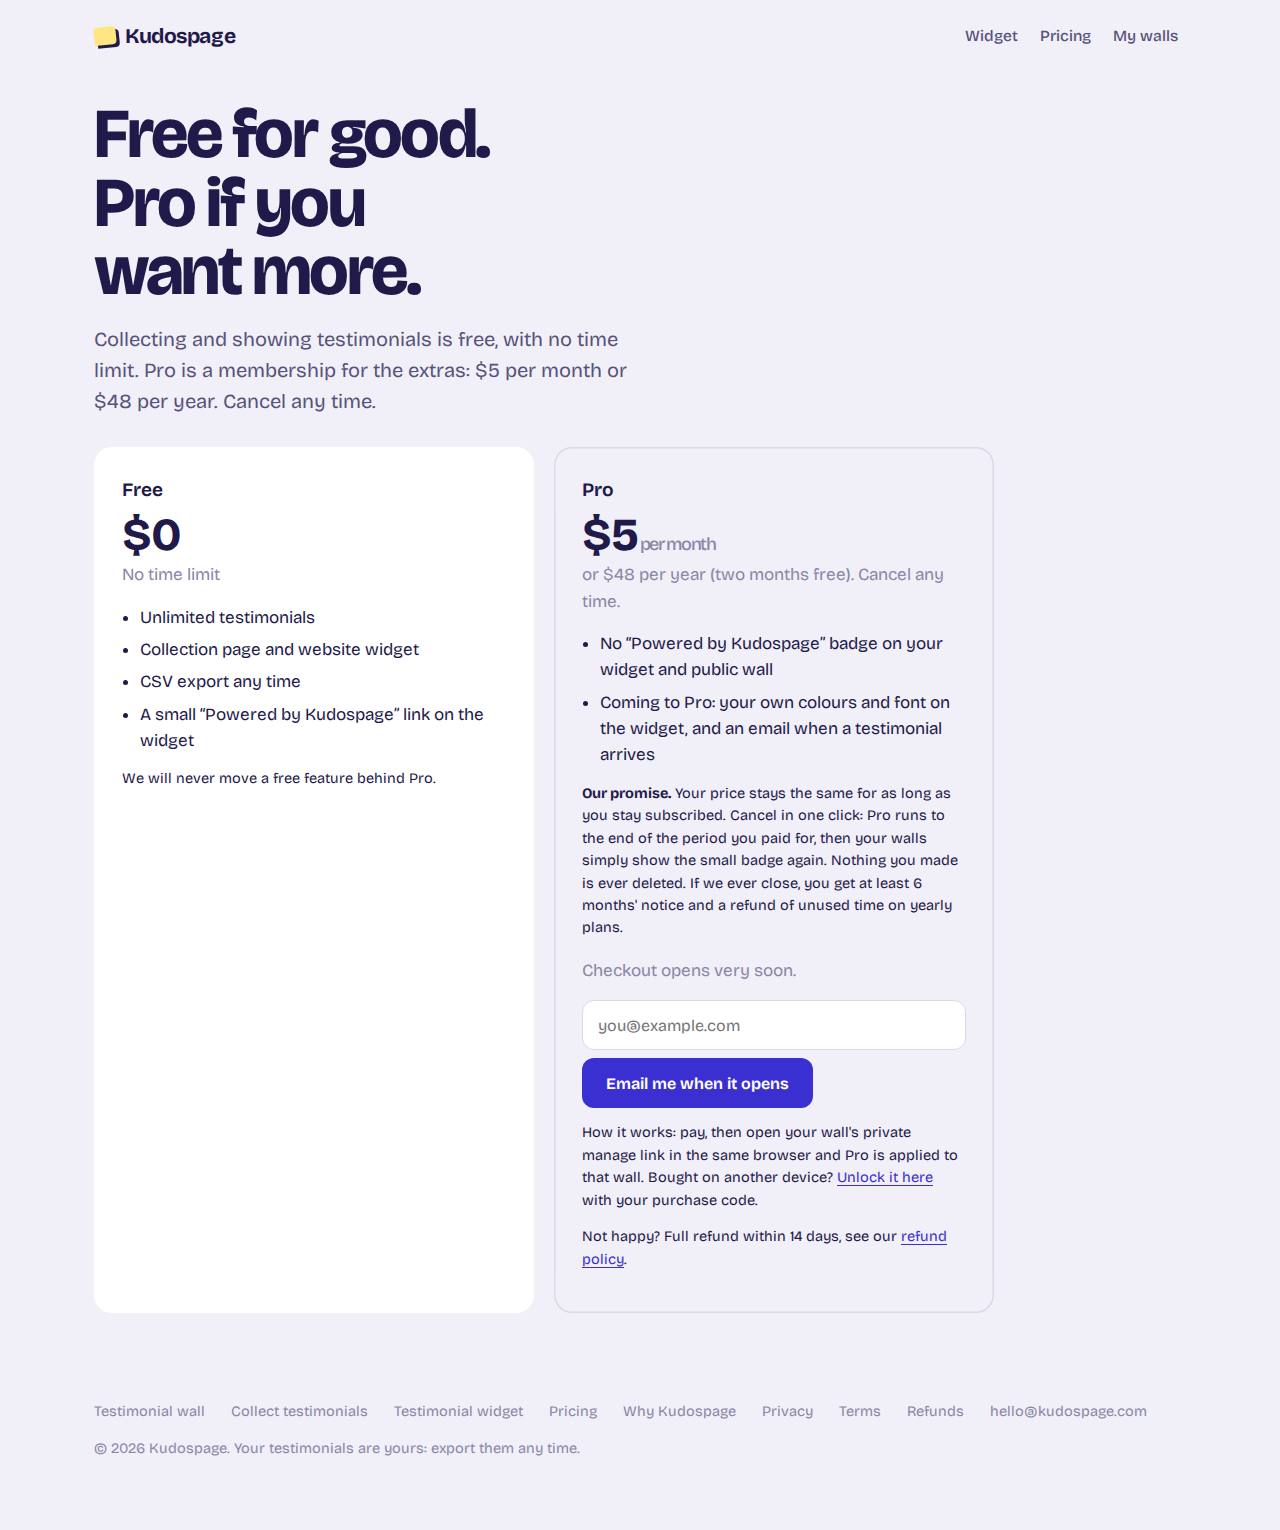 Kudospage
Widget
Pricing
My walls
Free for good.
Pro if you
want more.
Collecting and showing testimonials is free, with no time
limit. Pro is a membership for the extras: $5 per month or
$48 per year. Cancel any time.
Free
$0
No time limit
• Unlimited testimonials
• Collection page and website widget
• CSV export any time
• A small “Powered by Kudospage” link on the
widget
We will never move a free feature behind Pro.
Pro
$5 per month
or $48 per year (two months free). Cancel any
time.
• No “Powered by Kudospage” badge on your
widget and public wall
• Coming to Pro: your own colours and font on
the widget, and an email when a testimonial
arrives
Our promise. Your price stays the same for as long as
you stay subscribed. Cancel in one click: Pro runs to
the end of the period you paid for, then your walls
simply show the small badge again. Nothing you made
is ever deleted. If we ever close, you get at least 6
months' notice and a refund of unused time on yearly
plans.
Checkout opens very soon.
you@example.com
Email me when it opens
How it works: pay, then open your wall's private
manage link in the same browser and Pro is applied to
that wall. Bought on another device? Unlock it here
with your purchase code.
Not happy? Full refund within 14 days, see our refund
policy.
Testimonial wall
Collect testimonials
Testimonial widget
Pricing
Why Kudospage
Privacy
Terms
Refunds
hello@kudospage.com
© 2026 Kudospage. Your testimonials are yours: export them any time.